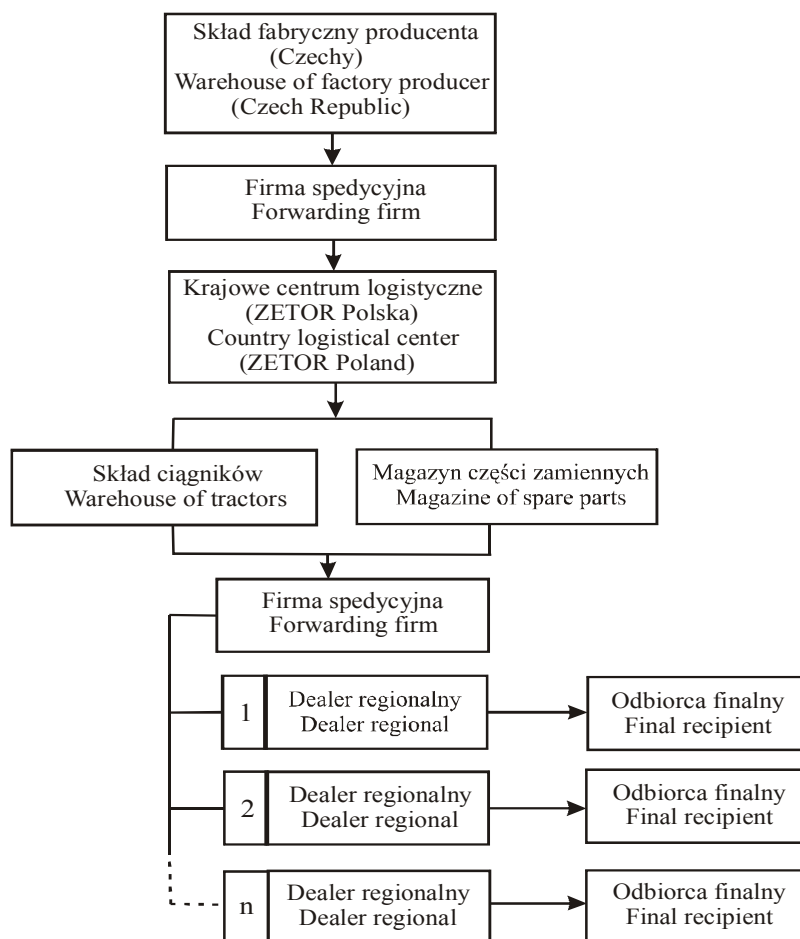 Skład fabryczny producenta
(Czechy)
Warehouse of factory producer
(Czech Republic)
Firma spedycyjna
Forwarding firm
Krajowe centrum logistyczne
(ZETOR Polska)
Country logistical center
(ZETOR Poland)
Skład ciągników
Warehouse of tractors
Magazyn części zamiennych
Magazine of spare parts
Firma spedycyjna
Forwarding firm
1
Dealer regionalny
Dealer regional
Odbiorca finalny
Final recipient
2
Dealer regionalny
Dealer regional
Odbiorca finalny
Final recipient
n
Dealer regionalny
Dealer regional
Odbiorca finalny
Final recipient